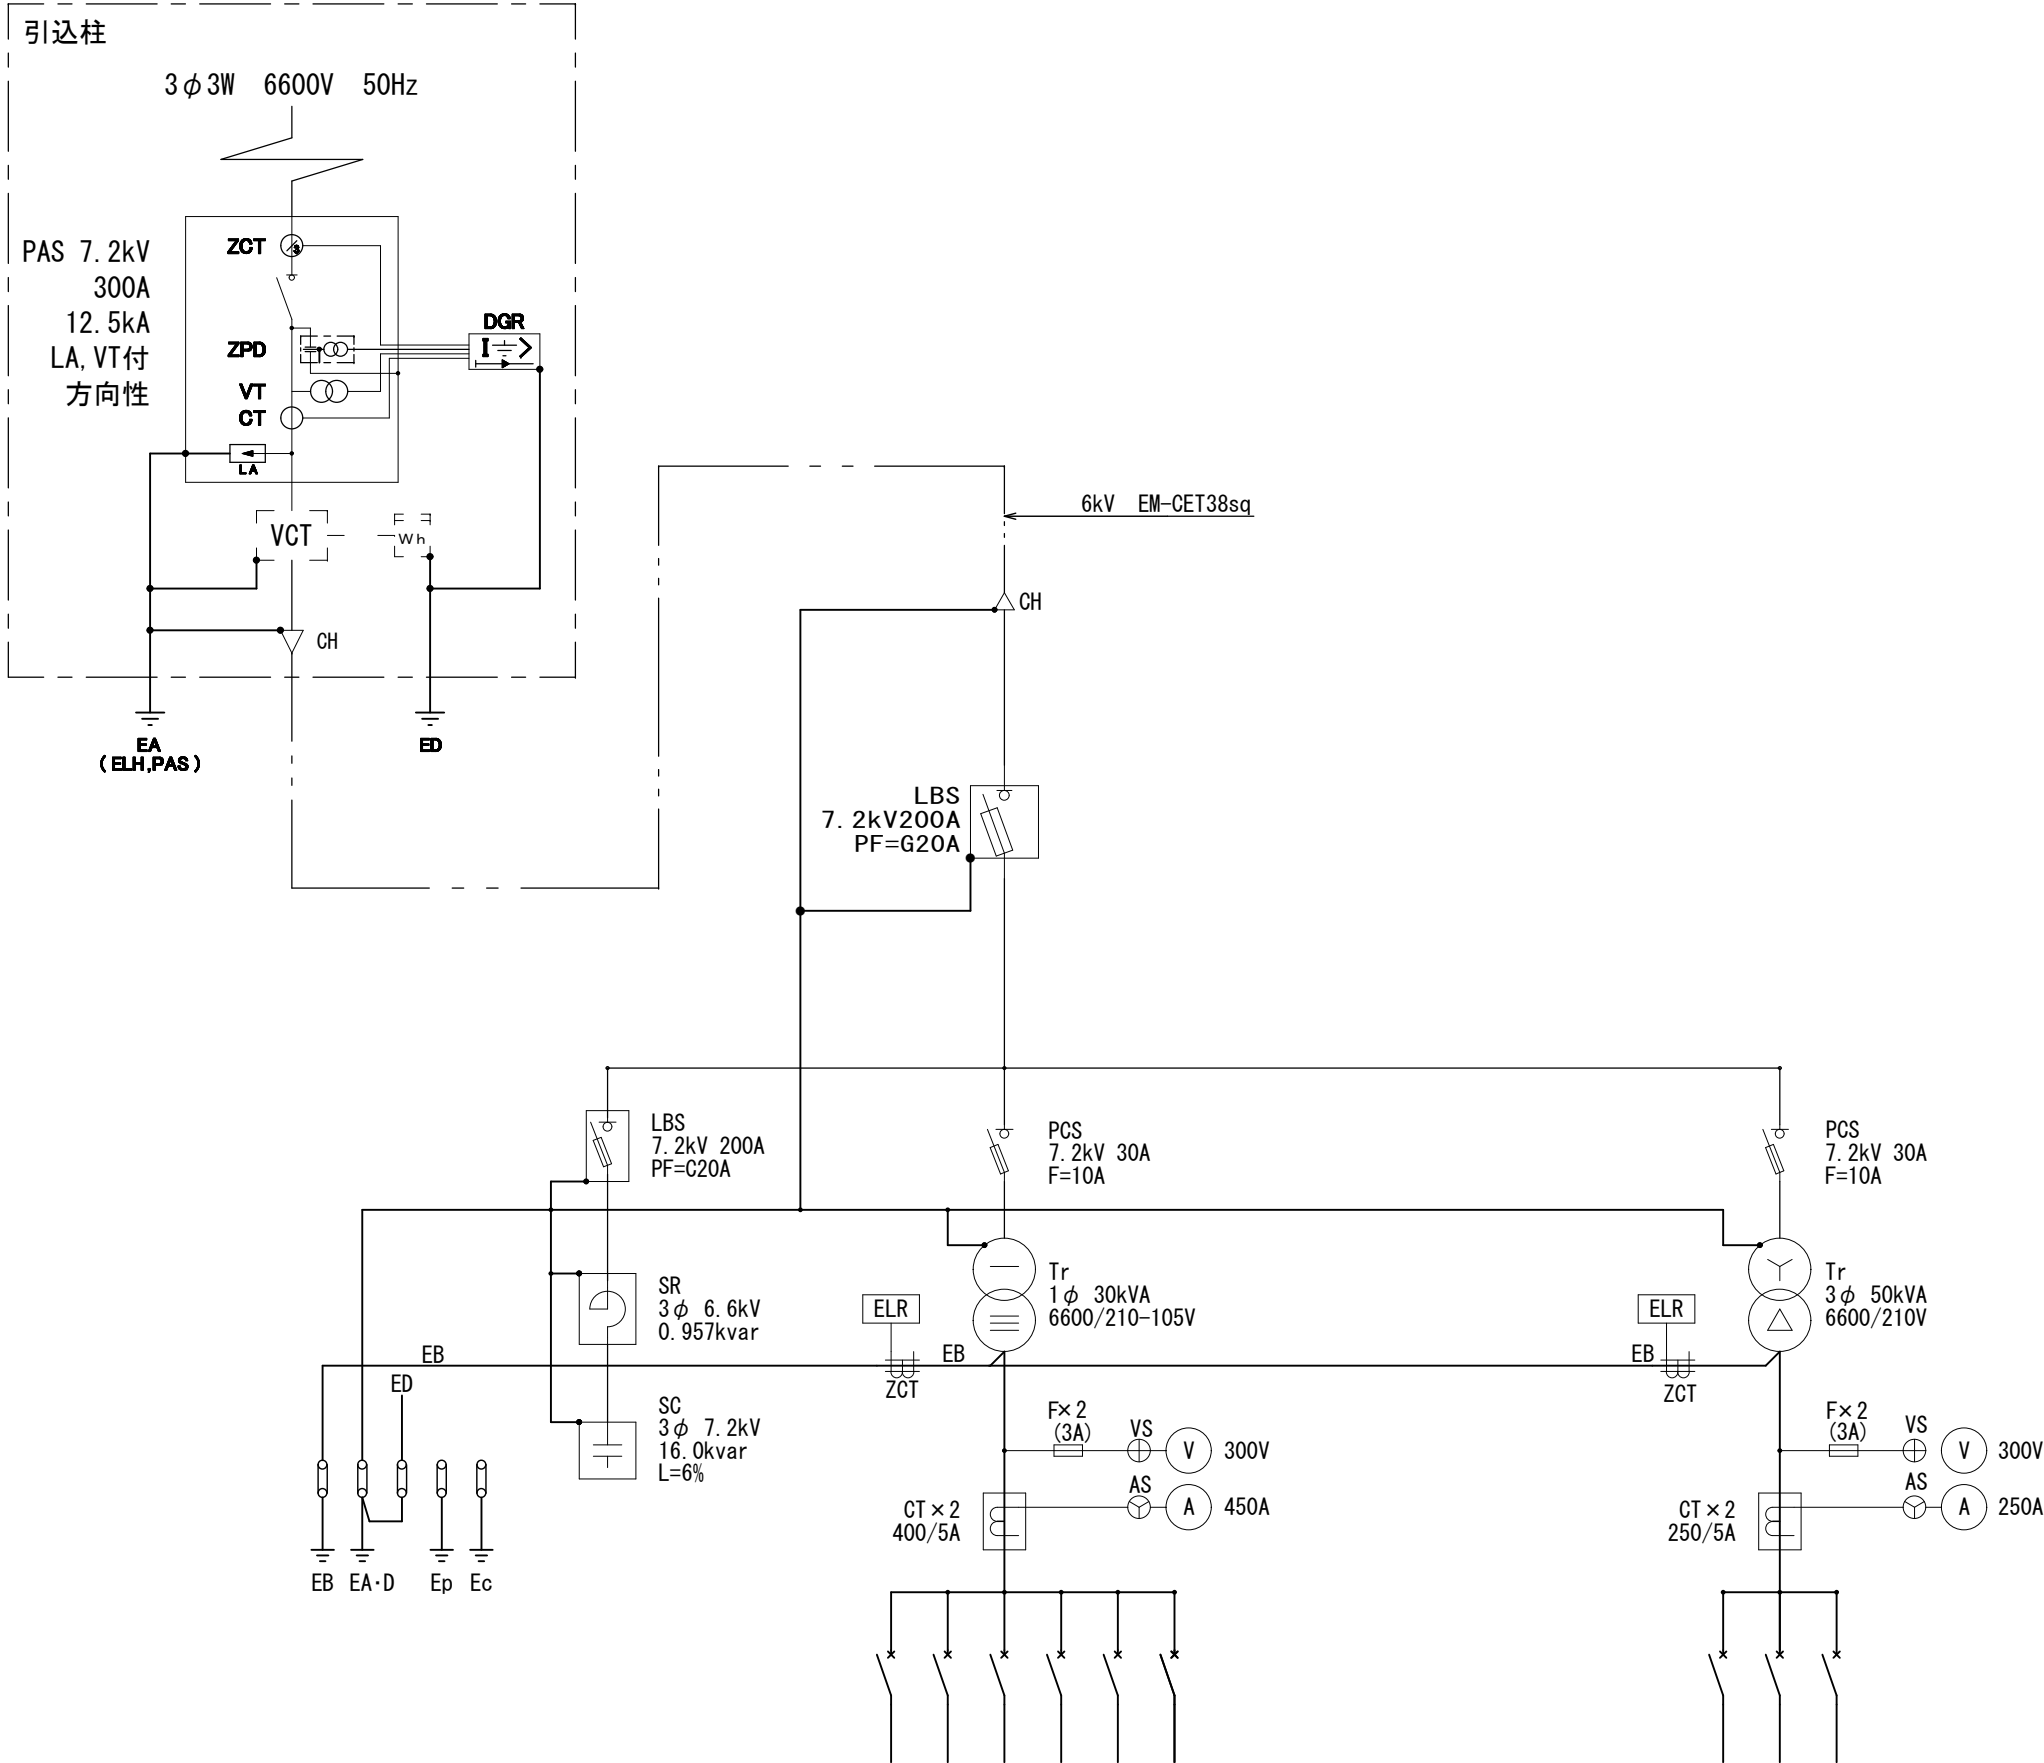 引込柱
3φ3W 6600V 50Hz
PAS 7.2kV
300A
12.5kA
LA,VT付
方向性
ZCT
3
ZPD
VT
CT
LA
DGR
I
VCT
Wh
CH
EA
(ELH,PAS)
ED
6kV EM-CET38sq
CH
LBS
7.2kV200A
PF=G20A
LBS
7.2kV 200A
PF=C20A
PCS
7.2kV 30A
F=10A
PCS
7.2kV 30A
F=10A
SR
3φ 6.6kV
0.957kvar
ELR
Tr
1φ 30kVA
6600/210-105V
ELR
Tr
3φ 50kVA
6600/210V
EB
EB
EB
ZCT
ZCT
ED
SC
3φ 7.2kV
16.0kvar
L=6%
F×2
(3A)
VS
V
300V
AS
A
450A
CT×2
400/5A
F×2
(3A)
VS
V
300V
AS
A
250A
CT×2
250/5A
EB
EA・D
Ep
Ec